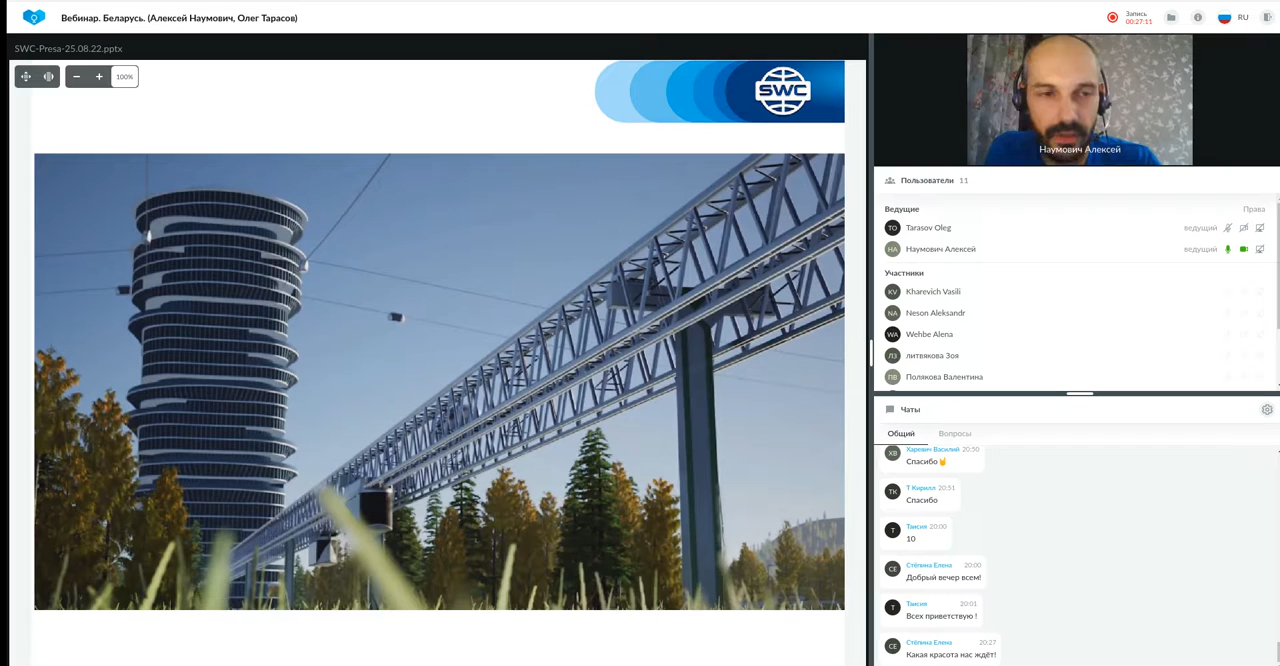 Вебинар. Беларусь. (Алексей Наумович, Олег Тарасов)
Запись
00:27:11
RU
SWC-Presa-25.08.22.pptx
100%
SWC
Наумович Алексей
Пользователи 11
Ведущие
Права
TO Tarasov Oleg
ведущий
НА Наумович Алексей
ведущий
Участники
KV Kharevich Vasili
NA Neson Aleksandr
WA Wehbe Alena
ЛЗ литвякова Зоя
ПВ Полякова Валентина
Чаты
Общий
Вопросы
ХВ Харевич Василий 20:50
Спасибо🤘
ТК Т Кирилл 20:51
Спасибо
Т Таисия 20:00
10
СЕ Стёпина Елена 20:00
Добрый вечер всем!
Т Таисия 20:01
Всех приветствую !
СЕ Стёпина Елена 20:27
Какая красота нас ждёт!